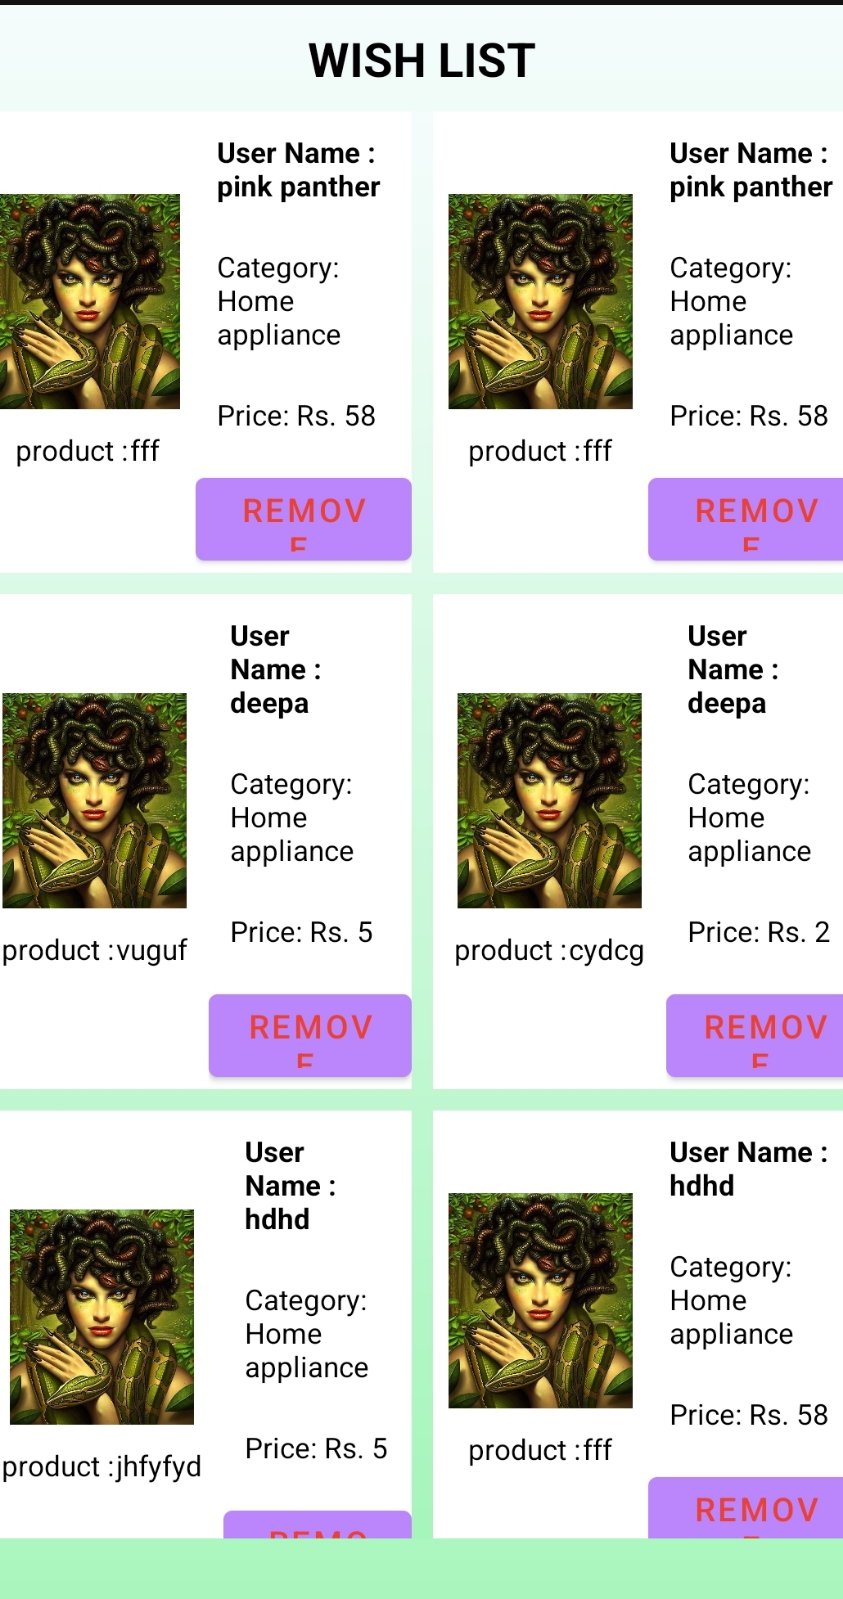 WISH LIST
User Name :
pink panther
Category:
Home
appliance
Price: Rs. 58
product :fff
REMOV
E
User Name :
pink panther
Category:
Home
appliance
Price: Rs. 58
product :fff
REMOV
E
User
Name :
deepa
Category:
Home
appliance
Price: Rs. 5
product :vuguf
REMOV
E
User
Name :
deepa
Category:
Home
appliance
Price: Rs. 2
product :cydcg
REMOV
E
User
Name :
hdhd
Category:
Home
appliance
Price: Rs. 5
product :jhfyfyd
REMO
User Name :
hdhd
Category:
Home
appliance
Price: Rs. 58
product :fff
REMOV